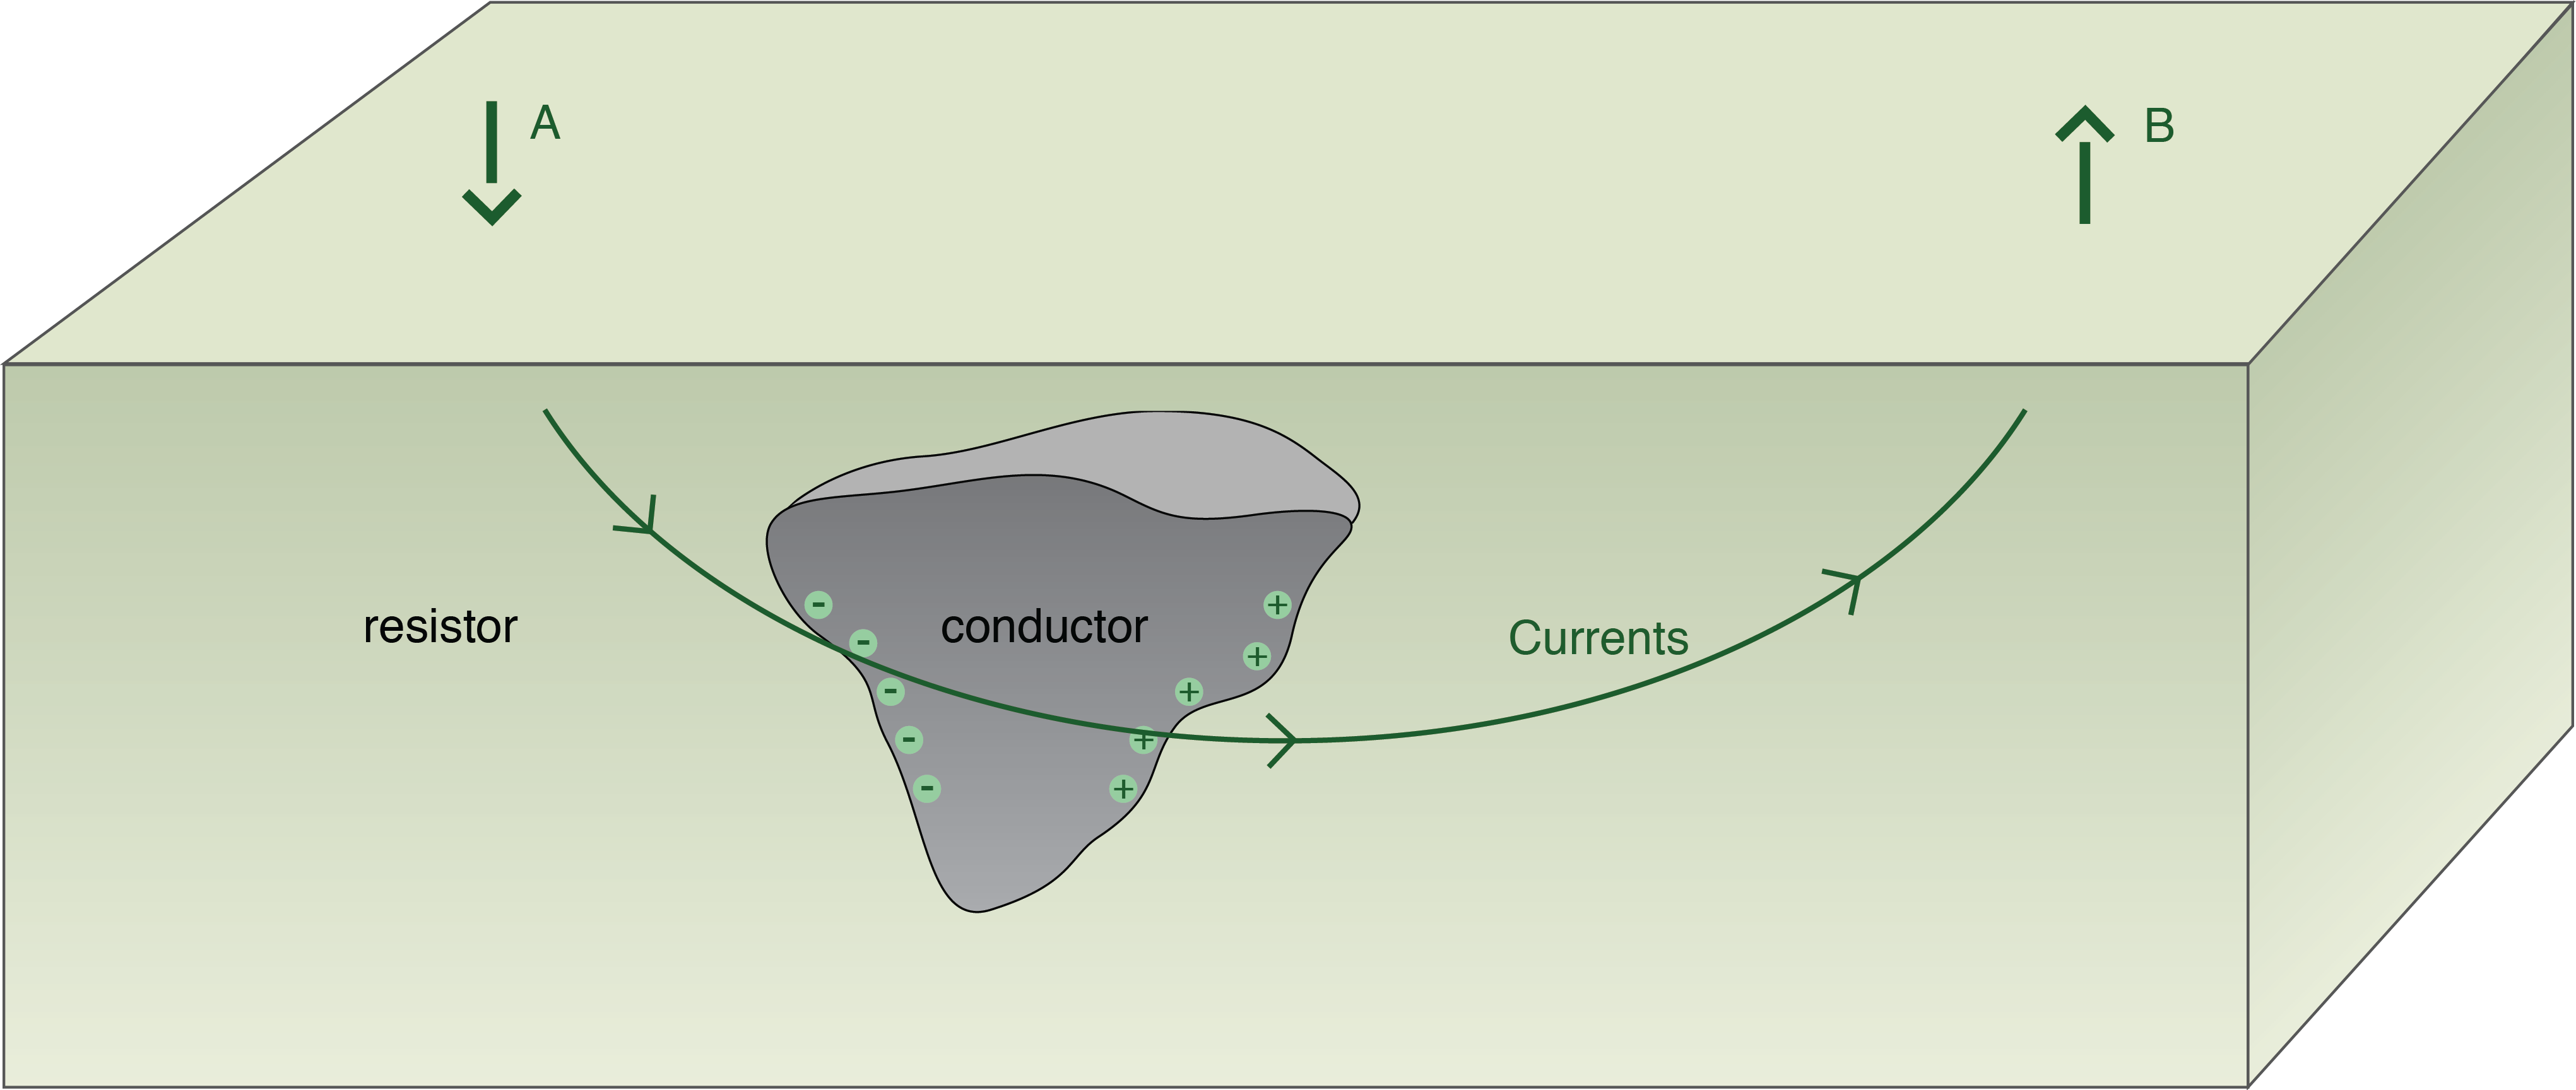 A
B
resistor
conductor
Currents
-
+
-
+
-
+
-
+
-
+